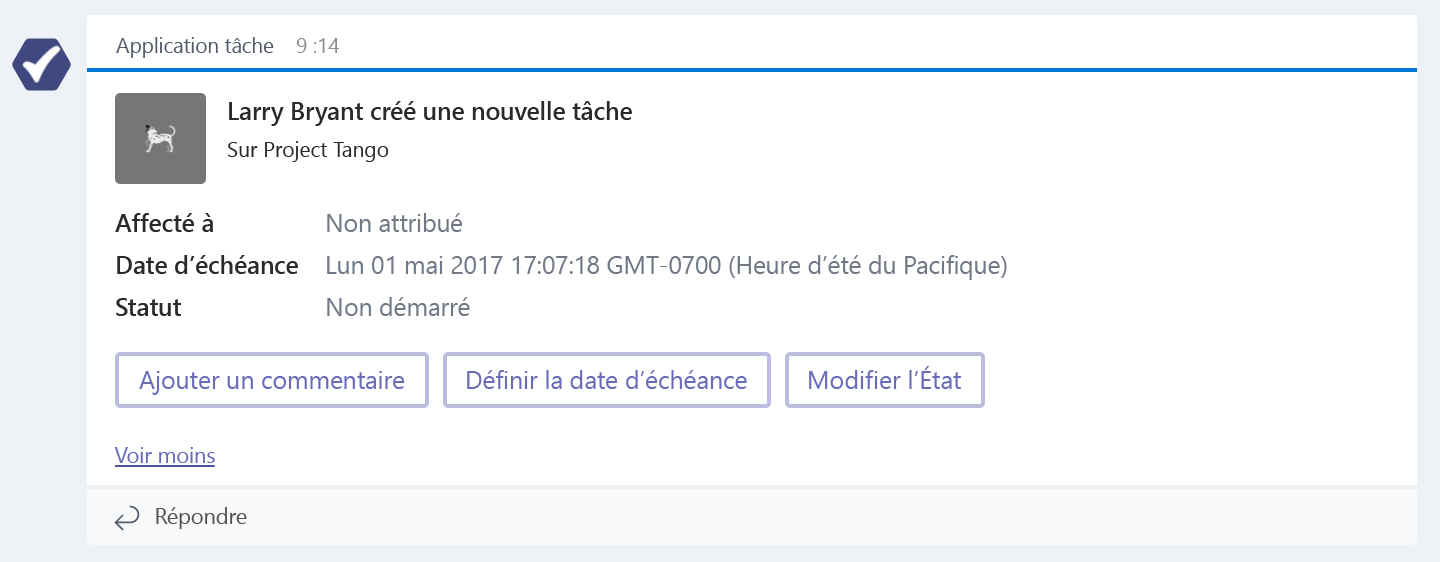 Application tâche 9 :14
Larry Bryant créé une nouvelle tâche
Sur Project Tango
Affecté à Non attribué
Date d’échéance Lun 01 mai 2017 17:07:18 GMT-0700 (Heure d’été du Pacifique)
Statut Non démarré
Ajouter un commentaire Définir la date d’échéance Modifier l’État
Voir moins
Répondre